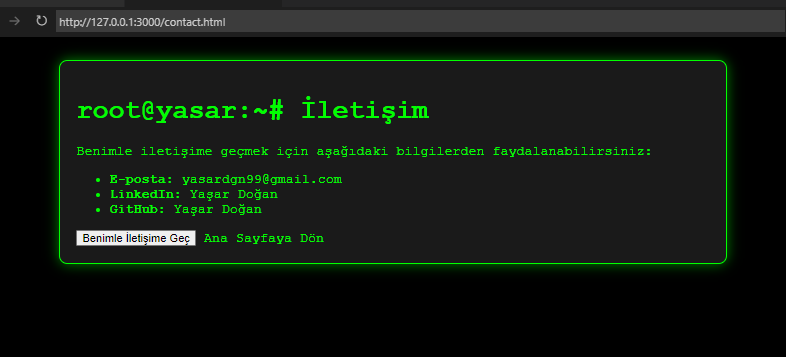 http://127.0.0.1:3000/contact.html
root@yasar:~# İletişim
Benimle iletişime geçmek için aşağıdaki bilgilerden faydalanabilirsiniz:
E-posta: yasardgn99@gmail.com
LinkedIn: Yaşar Doğan
GitHub: Yaşar Doğan
Benimle İletişime Geç Ana Sayfaya Dön